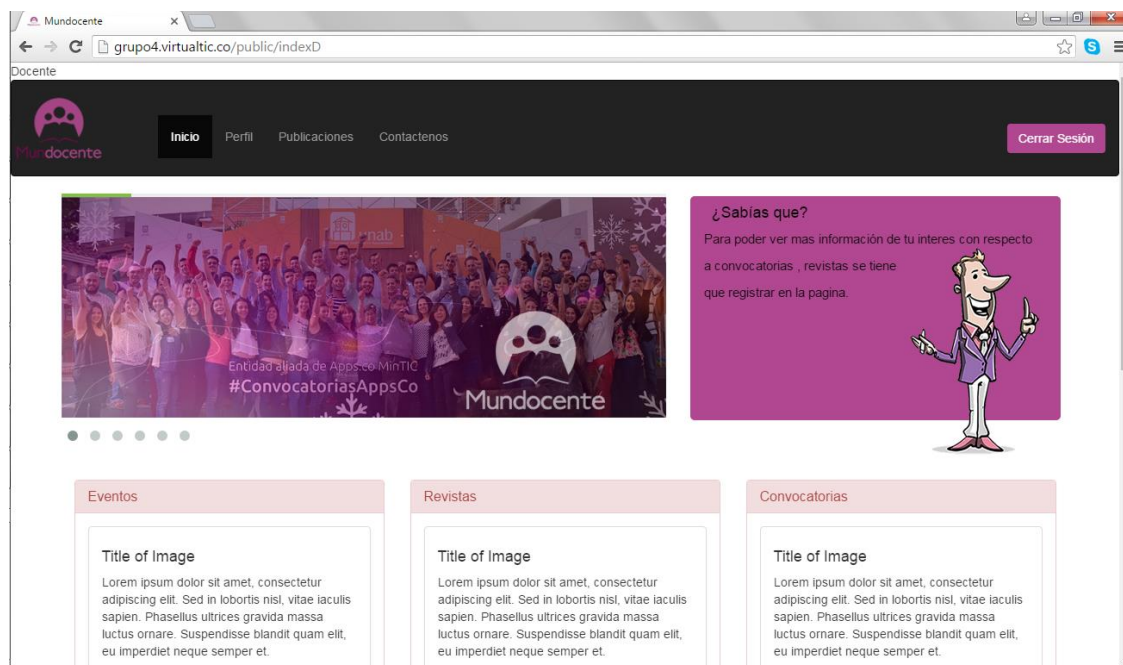 Mundocente
grupo4.virtualtic.co/public/indexD
Docente
Mundocente
Inicio
Perfil
Publicaciones
Contactenos
Cerrar Sesión
Entidad aliada de Apps.co MinTIC
#ConvocatoriasAppsCo
Mundocente
¿Sabías que?
Para poder ver mas información de tu interes con respecto
a convocatorias , revistas se tiene
que registrar en la pagina.
Eventos
Title of Image
Lorem ipsum dolor sit amet, consectetur
adipiscing elit. Sed in lobortis nisl, vitae iaculis
sapien. Phasellus ultrices gravida massa
luctus ornare. Suspendisse blandit quam elit,
eu imperdiet neque semper et.
Revistas
Title of Image
Lorem ipsum dolor sit amet, consectetur
adipiscing elit. Sed in lobortis nisl, vitae iaculis
sapien. Phasellus ultrices gravida massa
luctus ornare. Suspendisse blandit quam elit,
eu imperdiet neque semper et.
Convocatorias
Title of Image
Lorem ipsum dolor sit amet, consectetur
adipiscing elit. Sed in lobortis nisl, vitae iaculis
sapien. Phasellus ultrices gravida massa
luctus ornare. Suspendisse blandit quam elit,
eu imperdiet neque semper et.